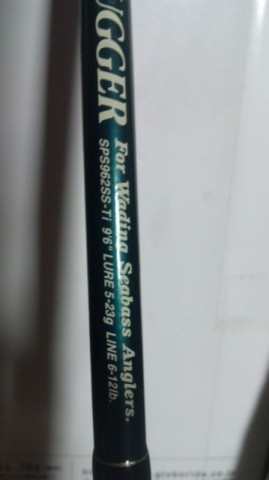 UGGER
For Wading Seabass Anglers.
SPS962SS-Ti 9'6" LURE 5-23g LINE 6-12lb.